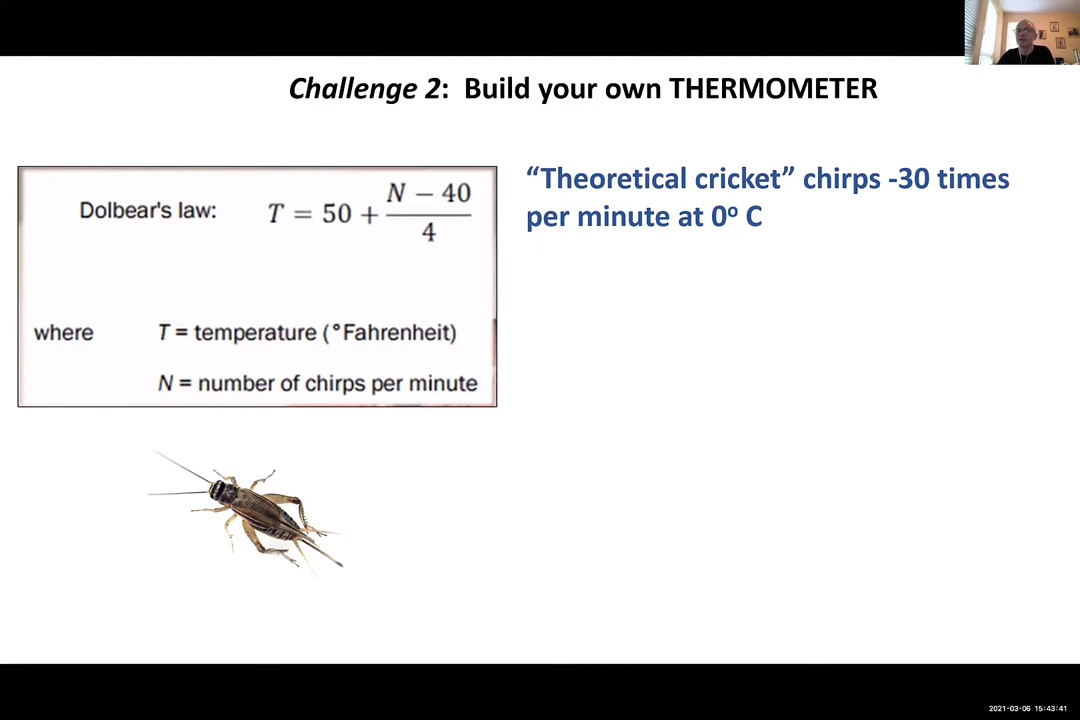 Challenge 2: Build your own THERMOMETER
Dolbear's law: T = 50 + (N − 40)/4
where T = temperature (°Fahrenheit)
N = number of chirps per minute
“Theoretical cricket” chirps -30 times
per minute at 0º C
2021-03-06 15:43:41